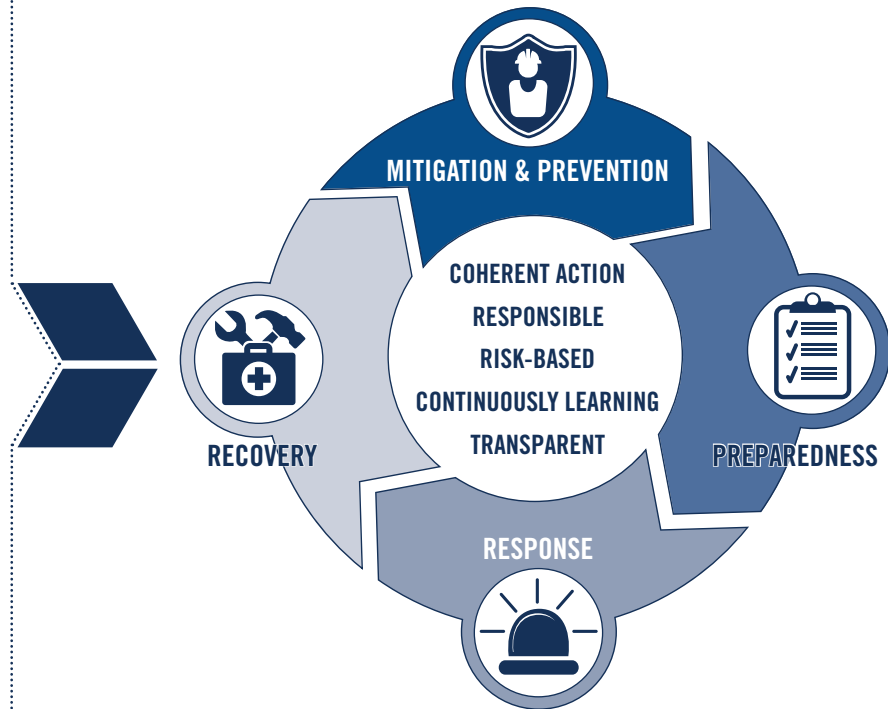 MITIGATION & PREVENTION
COHERENT ACTION
RESPONSIBLE
RISK-BASED
CONTINUOUSLY LEARNING
TRANSPARENT
RECOVERY
PREPAREDNESS
RESPONSE